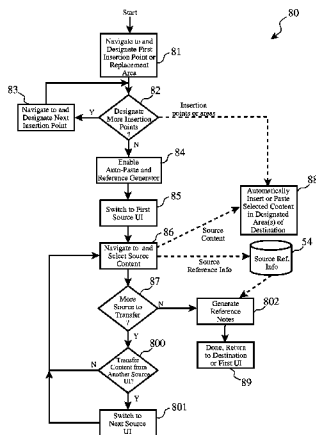 80
Start
Navigate to and
Designate First
Insertion Point or
Replacement
Area
81
82
83
Navigate to and
Designate Next
Insertion Point
Y
Designate
More Insertion
Points
?
Insertion
points or areas
N
84
Enable
Auto-Paste and
Reference Generator
85
Switch to First
Source UI
86
Navigate to and
Select Source
Content
Source
Content
88
Automatically
Insert or Paste
Selected Content
in Designated
Area(s) of
Destination
Source
Reference Info
54
Source Ref.
Info
87
More
Source to
Transfer
?
N
802
Generate
Reference
Notes
Y
800
Transfer
Content from
Another Source
UI?
N
Done, Return
to Destination
or First UI
89
Y
801
Switch to
Next Source
UI